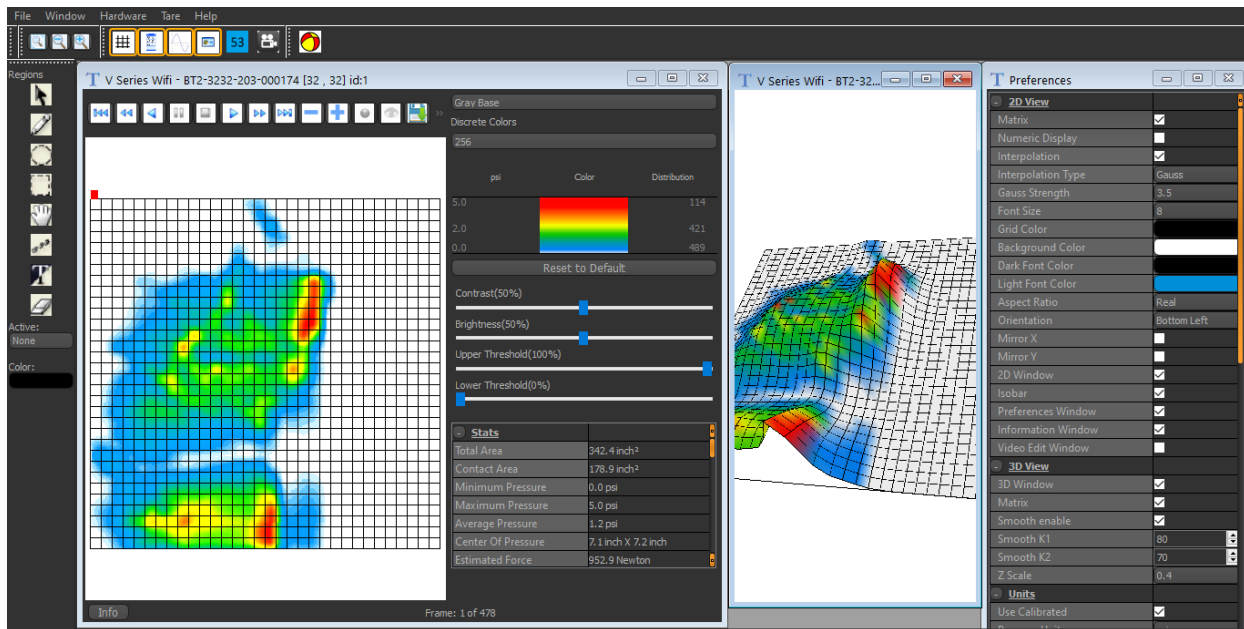 File Window Hardware Tare Help
53
Regions
T
Active:
None
Color:
T V Series Wifi - BT2-3232-203-000174 [32 , 32] id:1
Gray Base
Discrete Colors
256
psi Color Distribution
5.0 114
2.0 421
0.0 489
Reset to Default
Contrast(50%)
Brightness(50%)
Upper Threshold(100%)
Lower Threshold(0%)
- Stats
Total Area 342.4 inch²
Contact Area 178.9 inch²
Minimum Pressure 0.0 psi
Maximum Pressure 5.0 psi
Average Pressure 1.2 psi
Center Of Pressure 7.1 inch X 7.2 inch
Estimated Force 952.9 Newton
Info
Frame: 1 of 478
T V Series Wifi - BT2-32...
T Preferences
- 2D View
Matrix
Numeric Display
Interpolation
Interpolation Type Gauss
Gauss Strength 3.5
Font Size 8
Grid Color
Background Color
Dark Font Color
Light Font Color
Aspect Ratio Real
Orientation Bottom Left
Mirror X
Mirror Y
2D Window
Isobar
Preferences Window
Information Window
Video Edit Window
- 3D View
3D Window
Matrix
Smooth enable
Smooth K1 80
Smooth K2 70
Z Scale 0.4
- Units
Use Calibrated